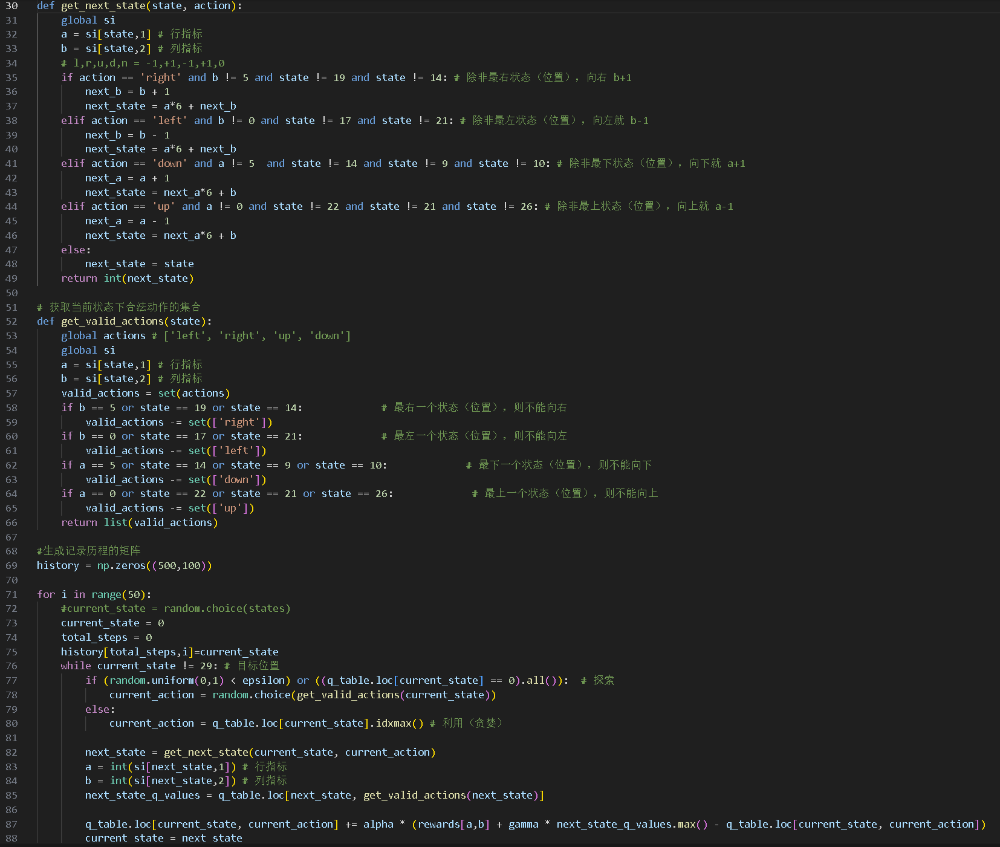 30 def get_next_state(state, action):
31     global si
32     a = si[state,1] # 行指标
33     b = si[state,2] # 列指标
34     # l,r,u,d,n = -1,+1,-1,+1,0
35     if action == 'right' and b != 5 and state != 19 and state != 14: # 除非最右状态（位置），向右 b+1
36         next_b = b + 1
37         next_state = a*6 + next_b
38     elif action == 'left' and b != 0 and state != 17 and state != 21: # 除非最左状态（位置），向左就 b-1
39         next_b = b - 1
40         next_state = a*6 + next_b
41     elif action == 'down' and a != 5  and state != 14 and state != 9 and state != 10: # 除非最下状态（位置），向下就 a+1
42         next_a = a + 1
43         next_state = next_a*6 + b
44     elif action == 'up' and a != 0 and state != 22 and state != 21 and state != 26: # 除非最上状态（位置），向上就 a-1
45         next_a = a - 1
46         next_state = next_a*6 + b
47     else:
48         next_state = state
49     return int(next_state)
50
51 # 获取当前状态下合法动作的集合
52 def get_valid_actions(state):
53     global actions # ['left', 'right', 'up', 'down']
54     global si
55     a = si[state,1] # 行指标
56     b = si[state,2] # 列指标
57     valid_actions = set(actions)
58     if b == 5 or state == 19 or state == 14:             # 最右一个状态（位置），则不能向右
59         valid_actions -= set(['right'])
60     if b == 0 or state == 17 or state == 21:             # 最左一个状态（位置），则不能向左
61         valid_actions -= set(['left'])
62     if a == 5 or state == 14 or state == 9 or state == 10:             # 最下一个状态（位置），则不能向下
63         valid_actions -= set(['down'])
64     if a == 0 or state == 22 or state == 21 or state == 26:             # 最上一个状态（位置），则不能向上
65         valid_actions -= set(['up'])
66     return list(valid_actions)
67
68 #生成记录历程的矩阵
69 history = np.zeros((500,100))
70
71 for i in range(50):
72     #current_state = random.choice(states)
73     current_state = 0
74     total_steps = 0
75     history[total_steps,i]=current_state
76     while current_state != 29: # 目标位置
77         if (random.uniform(0,1) < epsilon) or ((q_table.loc[current_state] == 0).all()):  # 探索
78             current_action = random.choice(get_valid_actions(current_state))
79         else:
80             current_action = q_table.loc[current_state].idxmax() # 利用（贪婪）
81
82         next_state = get_next_state(current_state, current_action)
83         a = int(si[next_state,1]) # 行指标
84         b = int(si[next_state,2]) # 列指标
85         next_state_q_values = q_table.loc[next_state, get_valid_actions(next_state)]
86
87         q_table.loc[current_state, current_action] += alpha * (rewards[a,b] + gamma * next_state_q_values.max() - q_table.loc[current_state, current_action])
88         current_state = next_state